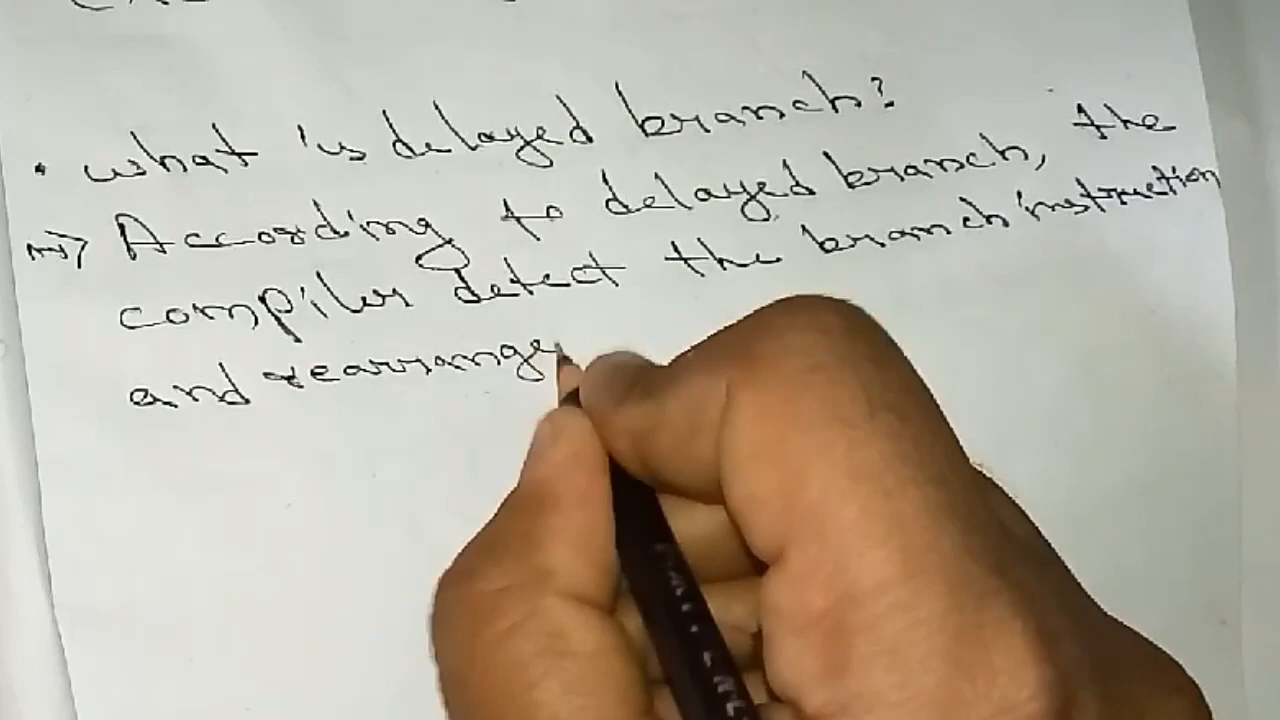 • What is delayed branch?
⇒ According to delayed branch, the
compiler detect the branch instruction
and rearrange